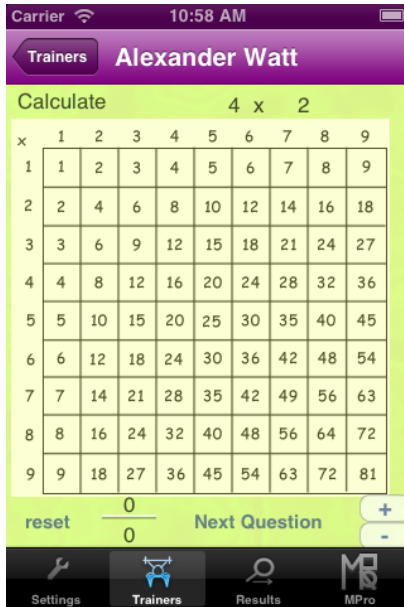 Carrier 10:58 AM
Trainers Alexander Watt
Calculate 4 x 2
x 1 2 3 4 5 6 7 8 9
1 1 2 3 4 5 6 7 8 9
2 2 4 6 8 10 12 14 16 18
3 3 6 9 12 15 18 21 24 27
4 4 8 12 16 20 24 28 32 36
5 5 10 15 20 25 30 35 40 45
6 6 12 18 24 30 36 42 48 54
7 7 14 21 28 35 42 49 56 63
8 8 16 24 32 40 48 56 64 72
9 9 18 27 36 45 54 63 72 81
0 +
reset Next Question
0 -
Settings Trainers Results MPro